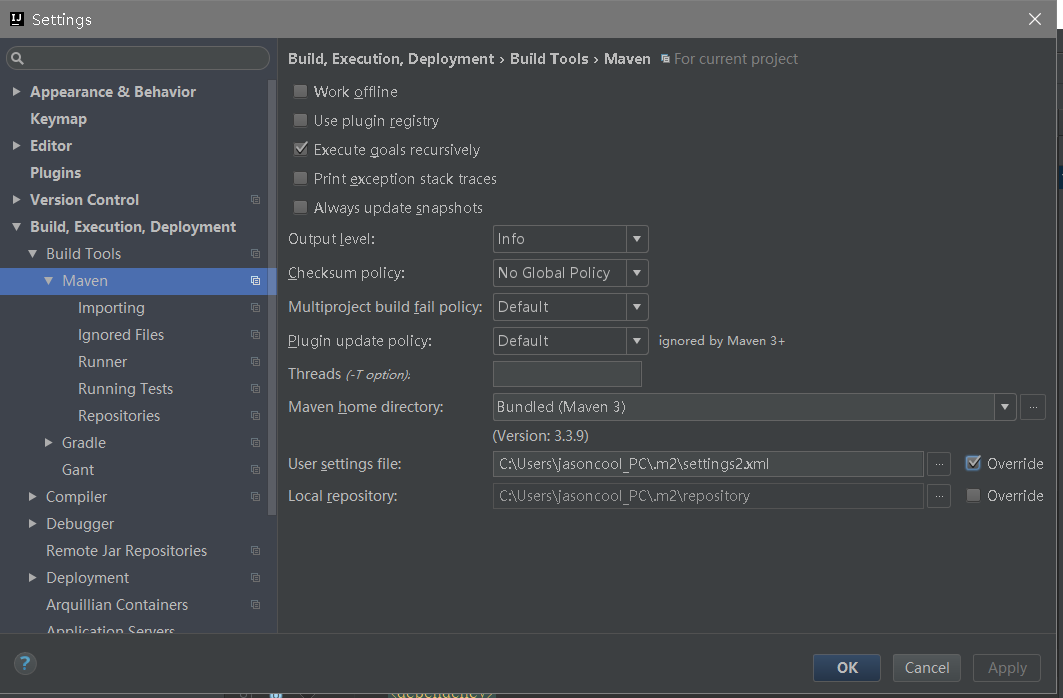 Settings
Build, Execution, Deployment › Build Tools › Maven For current project
Appearance & Behavior
Keymap
Editor
Plugins
Version Control
Build, Execution, Deployment
Build Tools
Maven
Importing
Ignored Files
Runner
Running Tests
Repositories
Gradle
Gant
Compiler
Debugger
Remote Jar Repositories
Deployment
Arquillian Containers
Application Servers
Work offline
Use plugin registry
Execute goals recursively
Print exception stack traces
Always update snapshots
Output level: Info
Checksum policy: No Global Policy
Multiproject build fail policy: Default
Plugin update policy: Default ignored by Maven 3+
Threads (-T option):
Maven home directory: Bundled (Maven 3) ...
(Version: 3.3.9)
User settings file: C:\Users\jasoncool_PC\.m2\settings2.xml ... Override
Local repository: C:\Users\jasoncool_PC\.m2\repository ... Override
? OK Cancel Apply
<dependency>